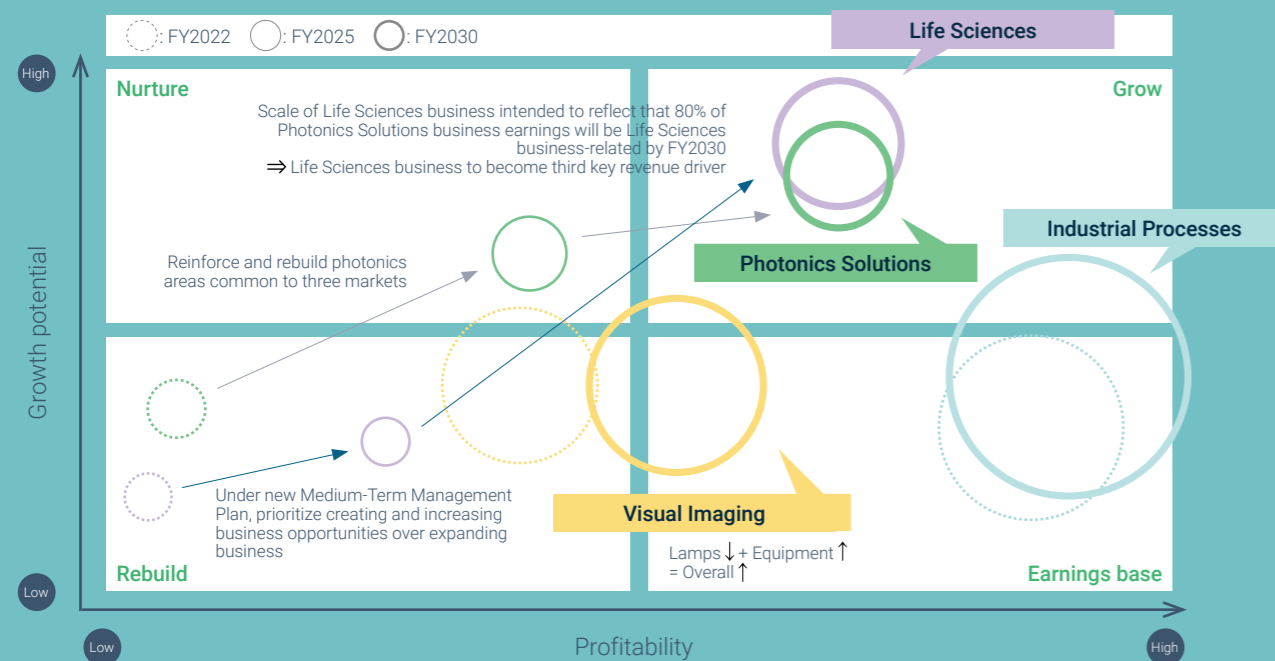 : FY2022 : FY2025 : FY2030
Life Sciences
High
Nurture
Grow
Scale of Life Sciences business intended to reflect that 80% of
Photonics Solutions business earnings will be Life Sciences
business-related by FY2030
⇒ Life Sciences business to become third key revenue driver
Industrial Processes
Photonics Solutions
Reinforce and rebuild photonics
areas common to three markets
Growth potential
Under new Medium-Term Management
Plan, prioritize creating and increasing
business opportunities over expanding
business
Visual Imaging
Lamps ↓ + Equipment ↑
= Overall ↑
Rebuild
Earnings base
Low
Low
Profitability
High